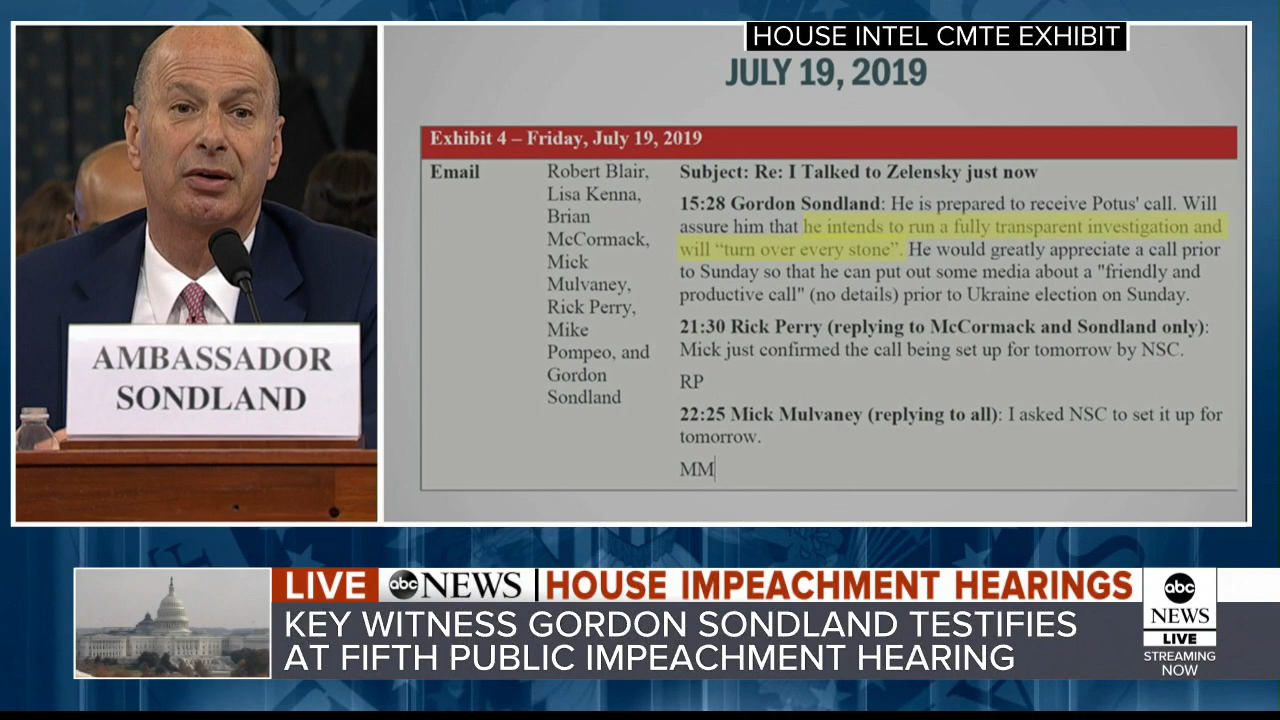 HOUSE INTEL CMTE EXHIBIT
JULY 19, 2019
Exhibit 4 – Friday, July 19, 2019
Email
Robert Blair,
Lisa Kenna,
Brian
McCormack,
Mick
Mulvaney,
Rick Perry,
Mike
Pompeo, and
Gordon
Sondland
Subject: Re: I Talked to Zelensky just now
15:28 Gordon Sondland: He is prepared to receive Potus' call. Will
assure him that he intends to run a fully transparent investigation and
will “turn over every stone”. He would greatly appreciate a call prior
to Sunday so that he can put out some media about a "friendly and
productive call" (no details) prior to Ukraine election on Sunday.
21:30 Rick Perry (replying to McCormack and Sondland only):
Mick just confirmed the call being set up for tomorrow by NSC.
RP
22:25 Mick Mulvaney (replying to all): I asked NSC to set it up for
tomorrow.
MM
AMBASSADOR
SONDLAND
LIVE abc NEWS HOUSE IMPEACHMENT HEARINGS
KEY WITNESS GORDON SONDLAND TESTIFIES
AT FIFTH PUBLIC IMPEACHMENT HEARING
abc
NEWS
LIVE
STREAMING
NOW